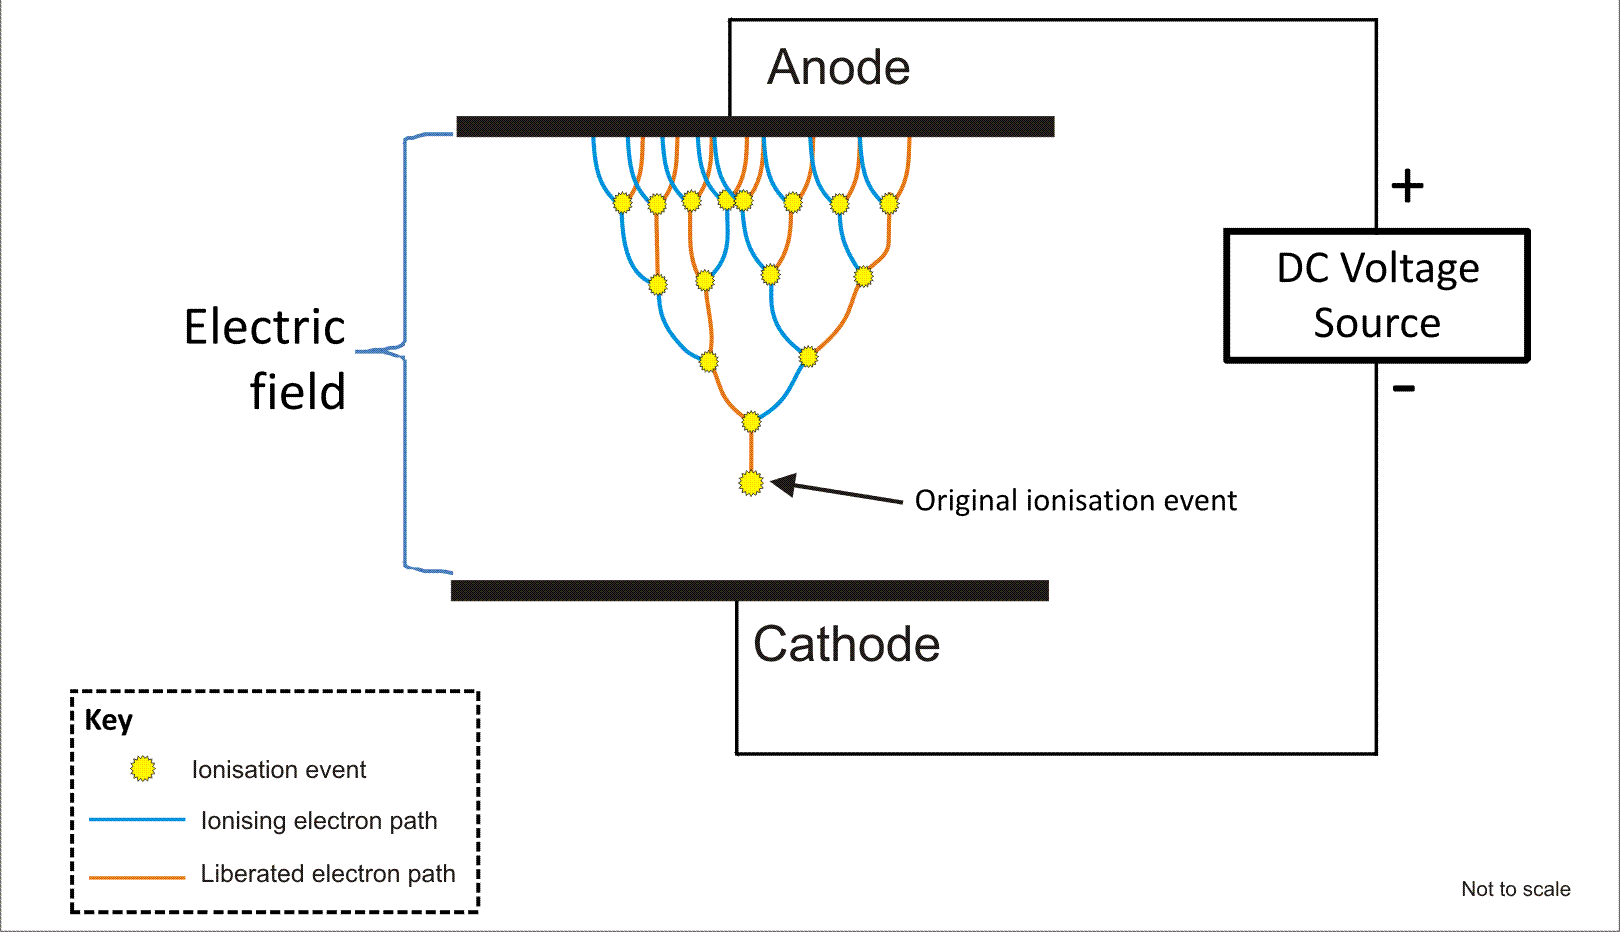 Anode
+
DC Voltage
Source
-
Electric
field
Original ionisation event
Cathode
Key
Ionisation event
Ionising electron path
Liberated electron path
Not to scale